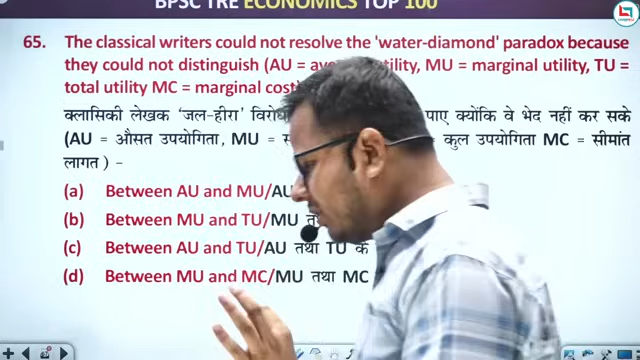 BPSC TRE ECONOMICS TOP 100
65. The classical writers could not resolve the 'water-diamond' paradox because
they could not distinguish (AU = utility, MU = marginal utility, TU =
total utility MC = marginal cost
क्लासिकी लेखक 'जल-हीरा' पाए क्योंकि वे भेद नहीं कर सके
(AU = औसत उपयोगिता, MU = = कुल उपयोगिता MC = सीमांत
लागत) -
(a) Between AU and MU/AU
(b) Between MU and TU/MU
(c) Between AU and TU/AU तथा TU के
(d) Between MU and MC/MU तथा MC